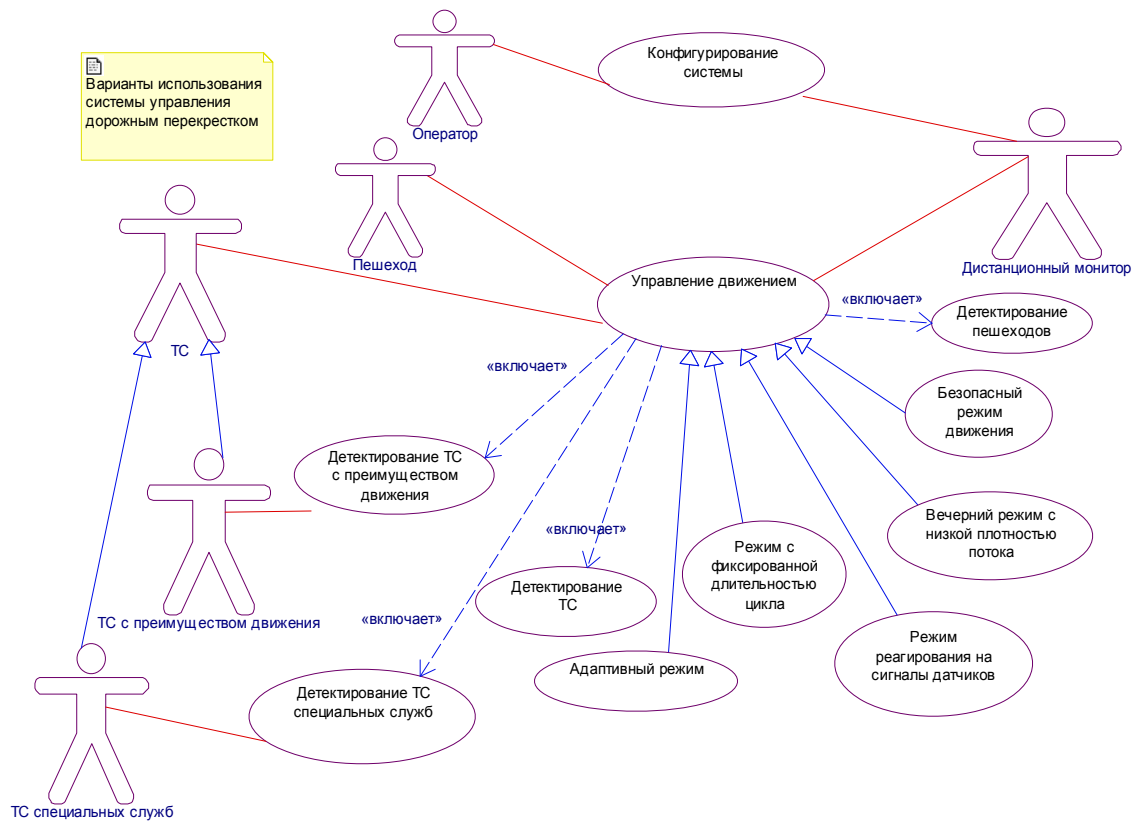 Конфигурирование
системы
Варианты использования
системы управления
дорожным перекрестком
Оператор
Пешеход
Дистанционный монитор
Управление движением
«включает»
Детектирование
пешеходов
ТС
«включает»
Безопасный
режим
движения
Детектирование ТС
с преимуществом
движения
Вечерний режим с
низкой плотностью
потока
«включает»
Режим с
фиксированной
длительностью
цикла
Детектирование
ТС
ТС с преимуществом движения
«включает»
Режим
реагирования на
сигналы датчиков
Адаптивный режим
Детектирование ТС
специальных служб
ТС специальных служб